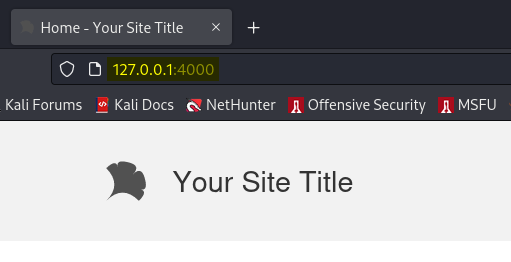 Home - Your Site Title
127.0.0.1:4000
Kali Forums Kali Docs NetHunter Offensive Security MSFU
Your Site Title